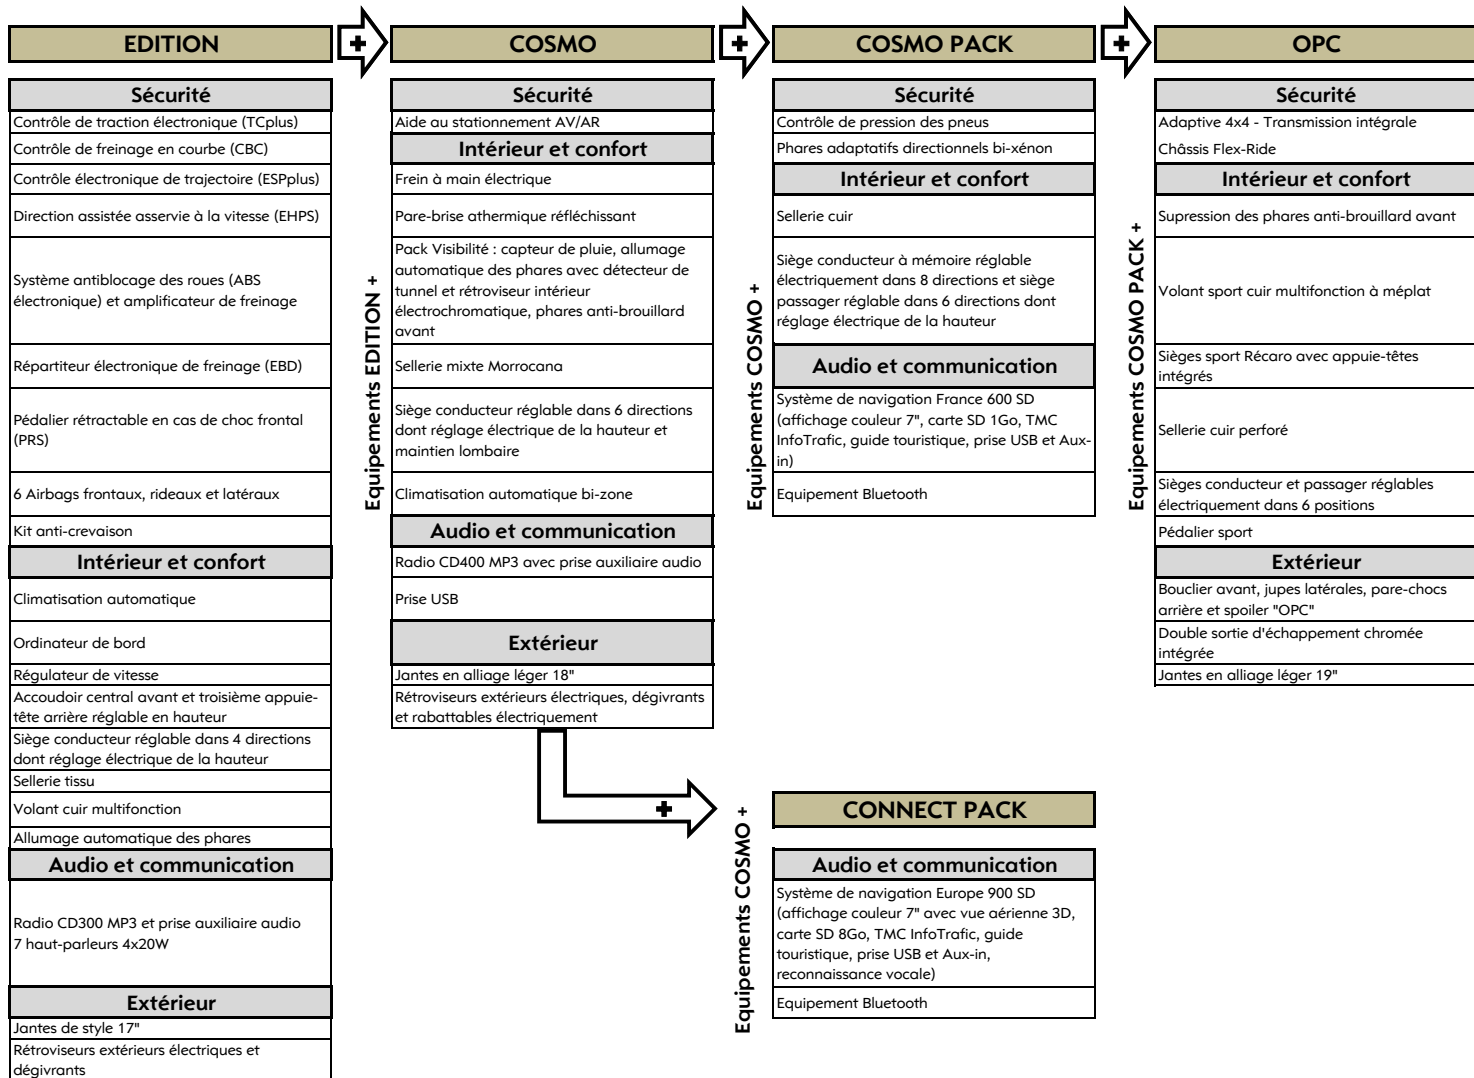 EDITION
Sécurité
Contrôle de traction électronique (TCplus)
Contrôle de freinage en courbe (CBC)
Contrôle électronique de trajectoire (ESPplus)
Direction assistée asservie à la vitesse (EHPS)
Système antiblocage des roues (ABS
électronique) et amplificateur de freinage
Répartiteur électronique de freinage (EBD)
Pédalier rétractable en cas de choc frontal
(PRS)
6 Airbags frontaux, rideaux et latéraux
Kit anti-crevaison
Intérieur et confort
Climatisation automatique
Ordinateur de bord
Régulateur de vitesse
Accoudoir central avant et troisième appuie-
tête arrière réglable en hauteur
Siège conducteur réglable dans 4 directions
dont réglage électrique de la hauteur
Sellerie tissu
Volant cuir multifonction
Allumage automatique des phares
Audio et communication
Radio CD300 MP3 et prise auxiliaire audio
7 haut-parleurs 4x20W
Extérieur
Jantes de style 17"
Rétroviseurs extérieurs électriques et
dégivrants
+
Equipements EDITION +
COSMO
Sécurité
Aide au stationnement AV/AR
Intérieur et confort
Frein à main électrique
Pare-brise athermique réfléchissant
Pack Visibilité : capteur de pluie, allumage
automatique des phares avec détecteur de
tunnel et rétroviseur intérieur
électrochromatique, phares anti-brouillard
avant
Sellerie mixte Morrocana
Siège conducteur réglable dans 6 directions
dont réglage électrique de la hauteur et
maintien lombaire
Climatisation automatique bi-zone
Audio et communication
Radio CD400 MP3 avec prise auxiliaire audio
Prise USB
Extérieur
Jantes en alliage léger 18"
Rétroviseurs extérieurs électriques, dégivrants
et rabattables électriquement
+
Equipements COSMO +
COSMO PACK
Sécurité
Contrôle de pression des pneus
Phares adaptatifs directionnels bi-xénon
Intérieur et confort
Sellerie cuir
Siège conducteur à mémoire réglable
électriquement dans 8 directions et siège
passager réglable dans 6 directions dont
réglage électrique de la hauteur
Audio et communication
Système de navigation France 600 SD
(affichage couleur 7", carte SD 1Go, TMC
InfoTrafic, guide touristique, prise USB et Aux-
in)
Equipement Bluetooth
+
Equipements COSMO PACK +
OPC
Sécurité
Adaptive 4x4 - Transmission intégrale
Châssis Flex-Ride
Intérieur et confort
Supression des phares anti-brouillard avant
Volant sport cuir multifonction à méplat
Sièges sport Récaro avec appuie-têtes
intégrés
Sellerie cuir perforé
Sièges conducteur et passager réglables
électriquement dans 6 positions
Pédalier sport
Extérieur
Bouclier avant, jupes latérales, pare-chocs
arrière et spoiler "OPC"
Double sortie d'échappement chromée
intégrée
Jantes en alliage léger 19"
+
Equipements COSMO +
CONNECT PACK
Audio et communication
Système de navigation Europe 900 SD
(affichage couleur 7" avec vue aérienne 3D,
carte SD 8Go, TMC InfoTrafic, guide
touristique, prise USB et Aux-in,
reconnaissance vocale)
Equipement Bluetooth